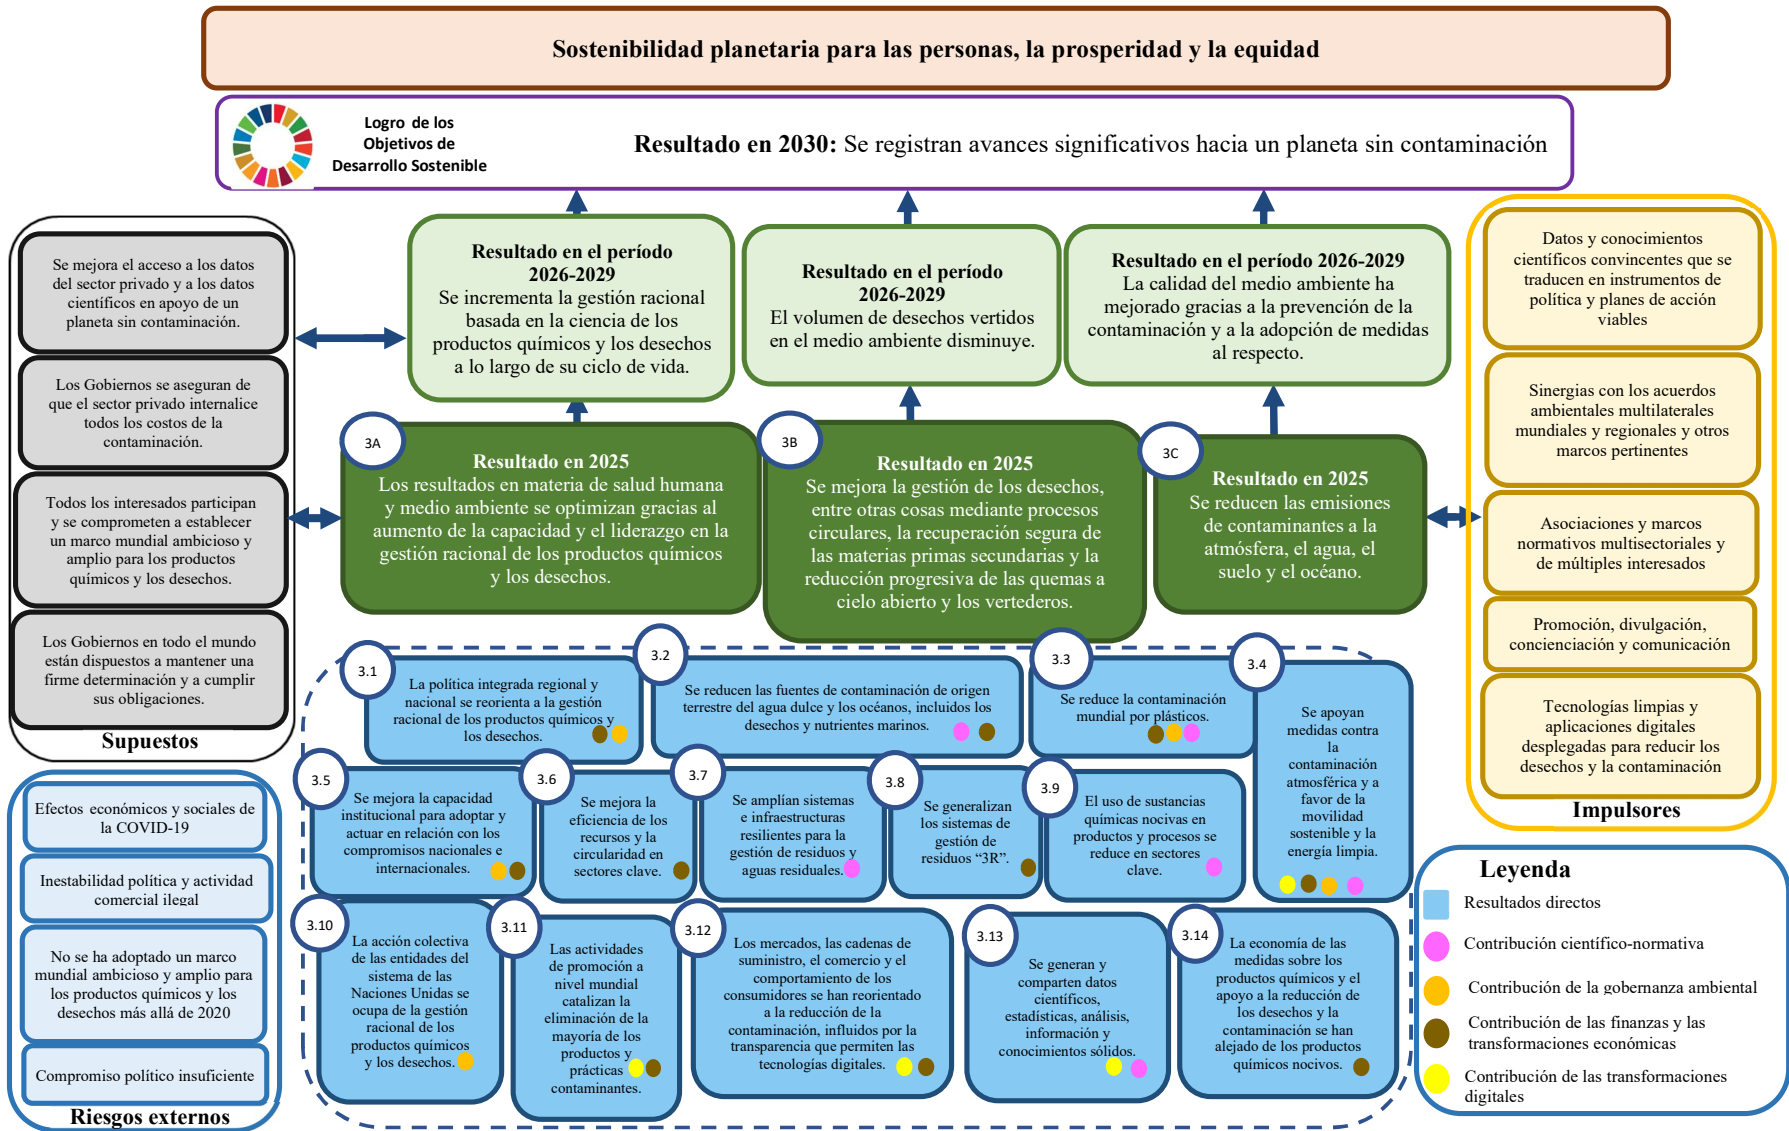 Sostenibilidad planetaria para las personas, la prosperidad y la equidad
Logro de los
Objetivos de
Desarrollo Sostenible
Resultado en 2030: Se registran avances significativos hacia un planeta sin contaminación
Se mejora el acceso a los datos
del sector privado y a los datos
científicos en apoyo de un
planeta sin contaminación.
Los Gobiernos se aseguran de
que el sector privado internalice
todos los costos de la
contaminación.
Todos los interesados participan
y se comprometen a establecer
un marco mundial ambicioso y
amplio para los productos
químicos y los desechos.
Los Gobiernos en todo el mundo
están dispuestos a mantener una
firme determinación y a cumplir
sus obligaciones.
Supuestos
Resultado en el período
2026-2029
Se incrementa la gestión racional
basada en la ciencia de los
productos químicos y los desechos
a lo largo de su ciclo de vida.
Resultado en el período
2026-2029
El volumen de desechos vertidos
en el medio ambiente disminuye.
Resultado en el período 2026-2029
La calidad del medio ambiente ha
mejorado gracias a la prevención de la
contaminación y a la adopción de medidas
al respecto.
3A
Resultado en 2025
Los resultados en materia de salud humana
y medio ambiente se optimizan gracias al
aumento de la capacidad y el liderazgo en la
gestión racional de los productos químicos
y los desechos.
3B
Resultado en 2025
Se mejora la gestión de los desechos,
entre otras cosas mediante procesos
circulares, la recuperación segura de
las materias primas secundarias y la
reducción progresiva de las quemas a
cielo abierto y los vertederos.
3C
Resultado en 2025
Se reducen las emisiones
de contaminantes a la
atmósfera, el agua, el
suelo y el océano.
Datos y conocimientos
científicos convincentes que se
traducen en instrumentos de
política y planes de acción
viables
Sinergias con los acuerdos
ambientales multilaterales
mundiales y regionales y otros
marcos pertinentes
Asociaciones y marcos
normativos multisectoriales y
de múltiples interesados
Promoción, divulgación,
concienciación y comunicación
Tecnologías limpias y
aplicaciones digitales
desplegadas para reducir los
desechos y la contaminación
Impulsores
3.1
La política integrada regional y
nacional se reorienta a la gestión
racional de los productos químicos y
los desechos.
3.2
Se reducen las fuentes de contaminación de origen
terrestre del agua dulce y los océanos, incluidos los
desechos y nutrientes marinos.
3.3
Se reduce la contaminación
mundial por plásticos.
3.4
Se apoyan
medidas contra
la
contaminación
atmosférica y a
favor de la
movilidad
sostenible y la
energía limpia.
3.5
Se mejora la capacidad
institucional para adoptar y
actuar en relación con los
compromisos nacionales e
internacionales.
3.6
Se mejora la
eficiencia de los
recursos y la
circularidad en
sectores clave.
3.7
Se amplían sistemas
e infraestructuras
resilientes para la
gestión de residuos y
aguas residuales.
3.8
Se generalizan
los sistemas de
gestión de
residuos “3R”.
3.9
El uso de sustancias
químicas nocivas en
productos y procesos se
reduce en sectores
clave.
3.10
La acción colectiva
de las entidades del
sistema de las
Naciones Unidas se
ocupa de la gestión
racional de los
productos químicos
y los desechos.
3.11
Las actividades
de promoción a
nivel mundial
catalizan la
eliminación de la
mayoría de los
productos y
prácticas
contaminantes.
3.12
Los mercados, las cadenas de
suministro, el comercio y el
comportamiento de los
consumidores se han reorientado
a la reducción de la
contaminación, influidos por la
transparencia que permiten las
tecnologías digitales.
3.13
Se generan y
comparten datos
científicos,
estadísticas, análisis,
información y
conocimientos sólidos.
3.14
La economía de las
medidas sobre los
productos químicos y el
apoyo a la reducción de
los desechos y la
contaminación se han
alejado de los productos
químicos nocivos.
Efectos económicos y sociales de
la COVID-19
Inestabilidad política y actividad
comercial ilegal
No se ha adoptado un marco
mundial ambicioso y amplio para
los productos químicos y los
desechos más allá de 2020
Compromiso político insuficiente
Riesgos externos
Leyenda
Resultados directos
Contribución científico-normativa
Contribución de la gobernanza ambiental
Contribución de las finanzas y las
transformaciones económicas
Contribución de las transformaciones
digitales